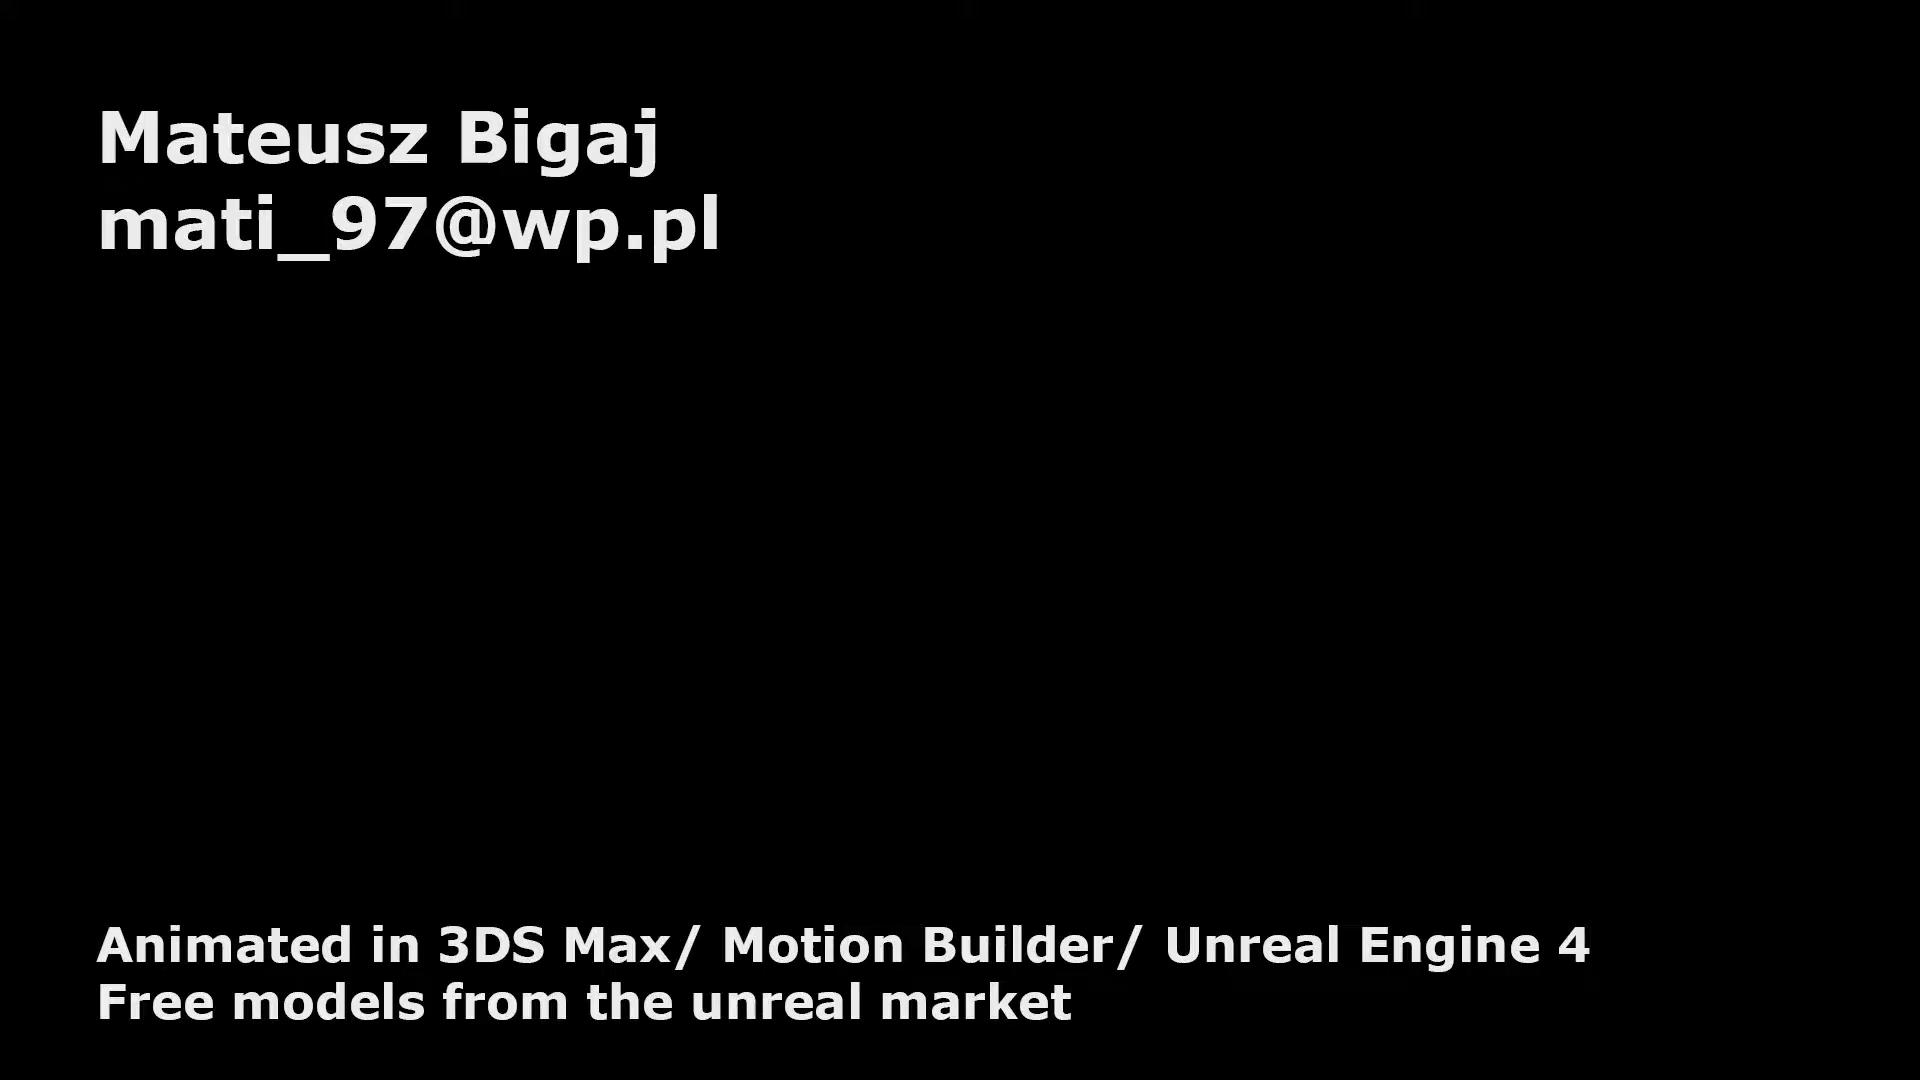 Mateusz Bigaj
mati_97@wp.pl
Animated in 3DS Max/ Motion Builder/ Unreal Engine 4
Free models from the unreal market